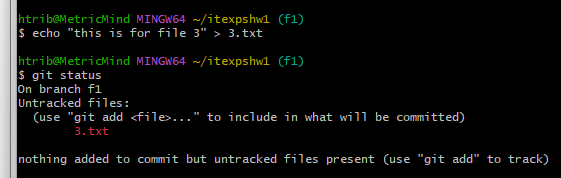 htrib@MetricMind MINGW64 ~/itexpshw1 (f1)
$ echo "this is for file 3" > 3.txt
htrib@MetricMind MINGW64 ~/itexpshw1 (f1)
$ git status
On branch f1
Untracked files:
  (use "git add <file>..." to include in what will be committed)
        3.txt
nothing added to commit but untracked files present (use "git add" to track)